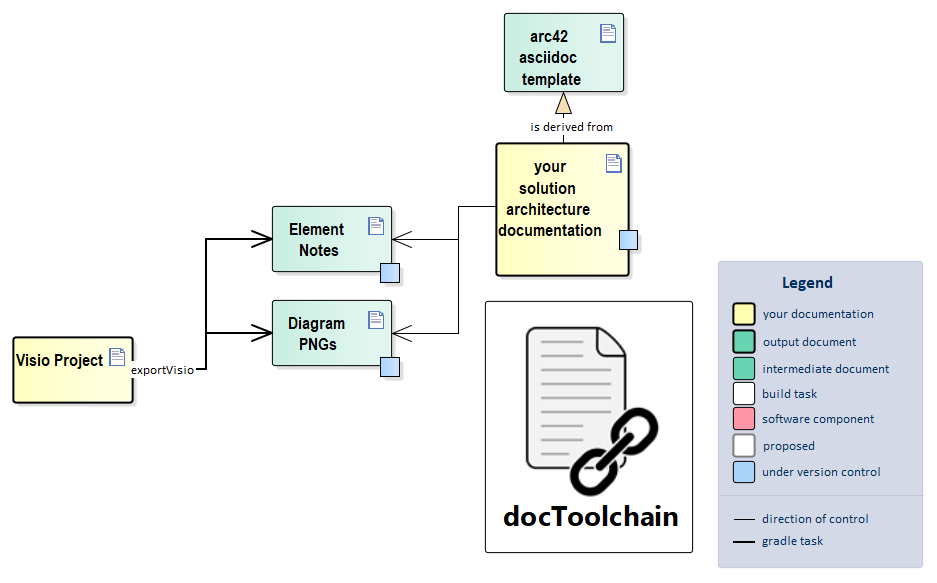 arc42
asciidoc
template
is derived from
your
solution
architecture
documentation
Element
Notes
Diagram
PNGs
Visio Project
exportVisio
docToolchain
Legend
your documentation
output document
intermediate document
build task
software component
proposed
under version control
direction of control
gradle task